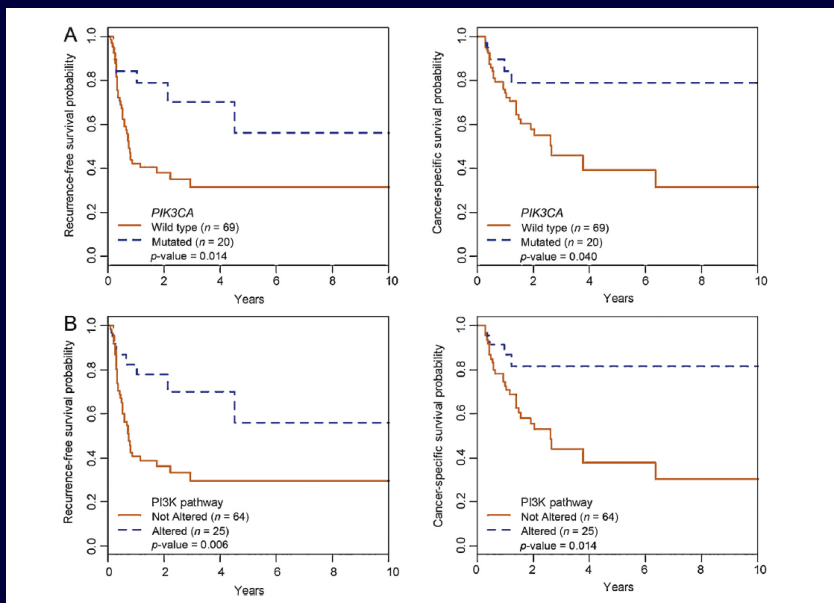 A
Recurrence-free survival probability
1.0
0.8
0.6
0.4
0.2
0.0
PIK3CA
Wild type (n = 69)
Mutated (n = 20)
p-value = 0.014
0 2 4 6 8 10
Years
Cancer-specific survival probability
1.0
0.8
0.6
0.4
0.2
0.0
PIK3CA
Wild type (n = 69)
Mutated (n = 20)
p-value = 0.040
0 2 4 6 8 10
Years
B
Recurrence-free survival probability
1.0
0.8
0.6
0.4
0.2
0.0
PI3K pathway
Not Altered (n = 64)
Altered (n = 25)
p-value = 0.006
0 2 4 6 8 10
Years
Cancer-specific survival probability
1.0
0.8
0.6
0.4
0.2
0.0
PI3K pathway
Not Altered (n = 64)
Altered (n = 25)
p-value = 0.014
0 2 4 6 8 10
Years